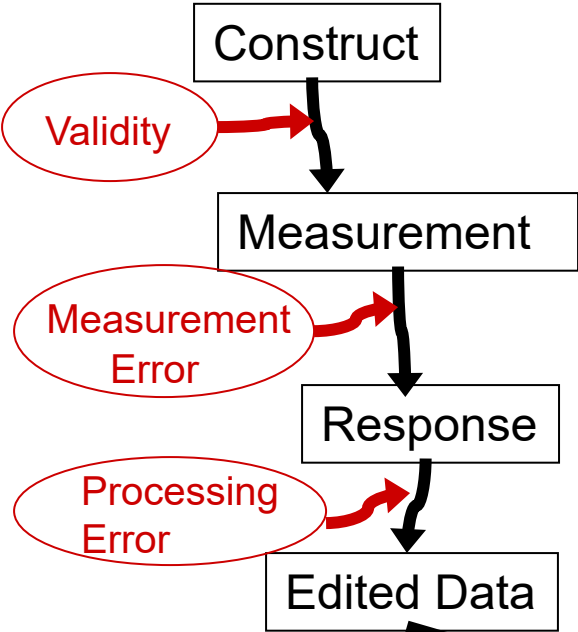 Construct
Validity
Measurement
Measurement
Error
Response
Processing
Error
Edited Data